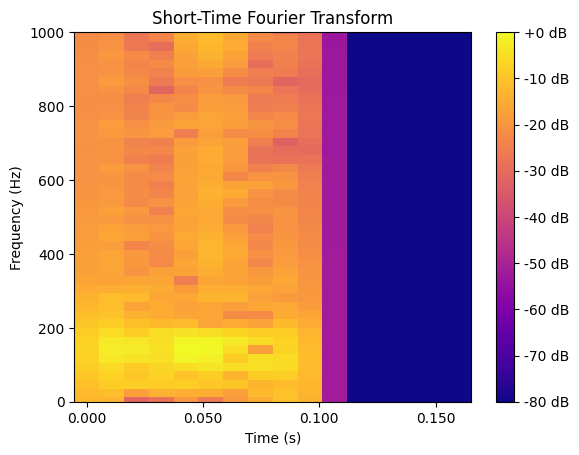 Short-Time Fourier Transform
1000
800
600
400
200
0
Frequency (Hz)
0.000
0.050
0.100
0.150
Time (s)
+0 dB
-10 dB
-20 dB
-30 dB
-40 dB
-50 dB
-60 dB
-70 dB
-80 dB